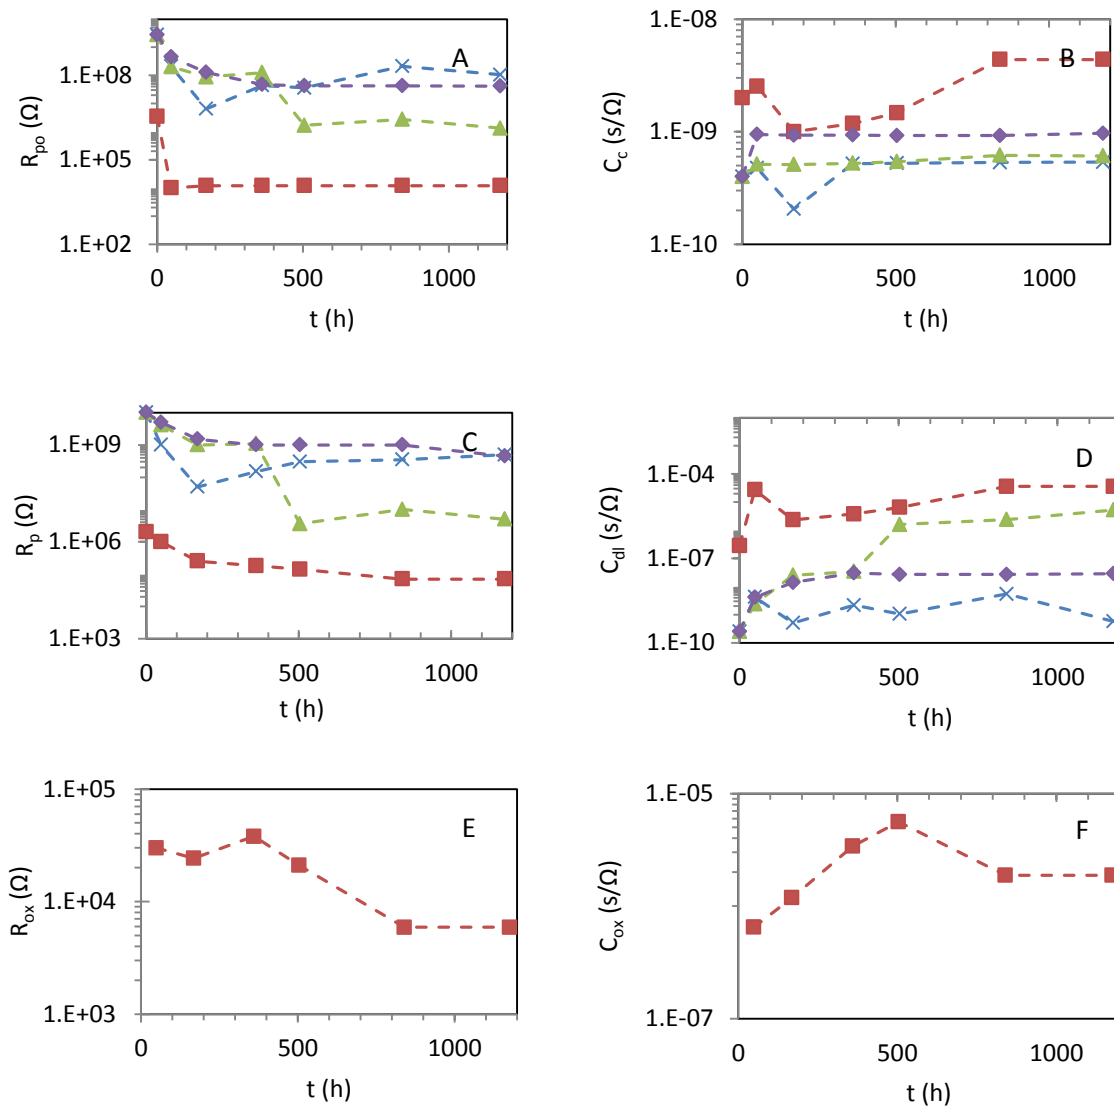 A
R_po (Ω)
1.E+08
1.E+05
1.E+02
0 500 1000
t (h)
B
C_c (s/Ω)
1.E-08
1.E-09
1.E-10
0 500 1000
t (h)
C
R_p (Ω)
1.E+09
1.E+06
1.E+03
0 500 1000
t (h)
D
C_dl (s/Ω)
1.E-04
1.E-07
1.E-10
0 500 1000
t (h)
E
R_ox (Ω)
1.E+05
1.E+04
1.E+03
0 500 1000
t (h)
F
C_ox (s/Ω)
1.E-05
1.E-07
0 500 1000
t (h)